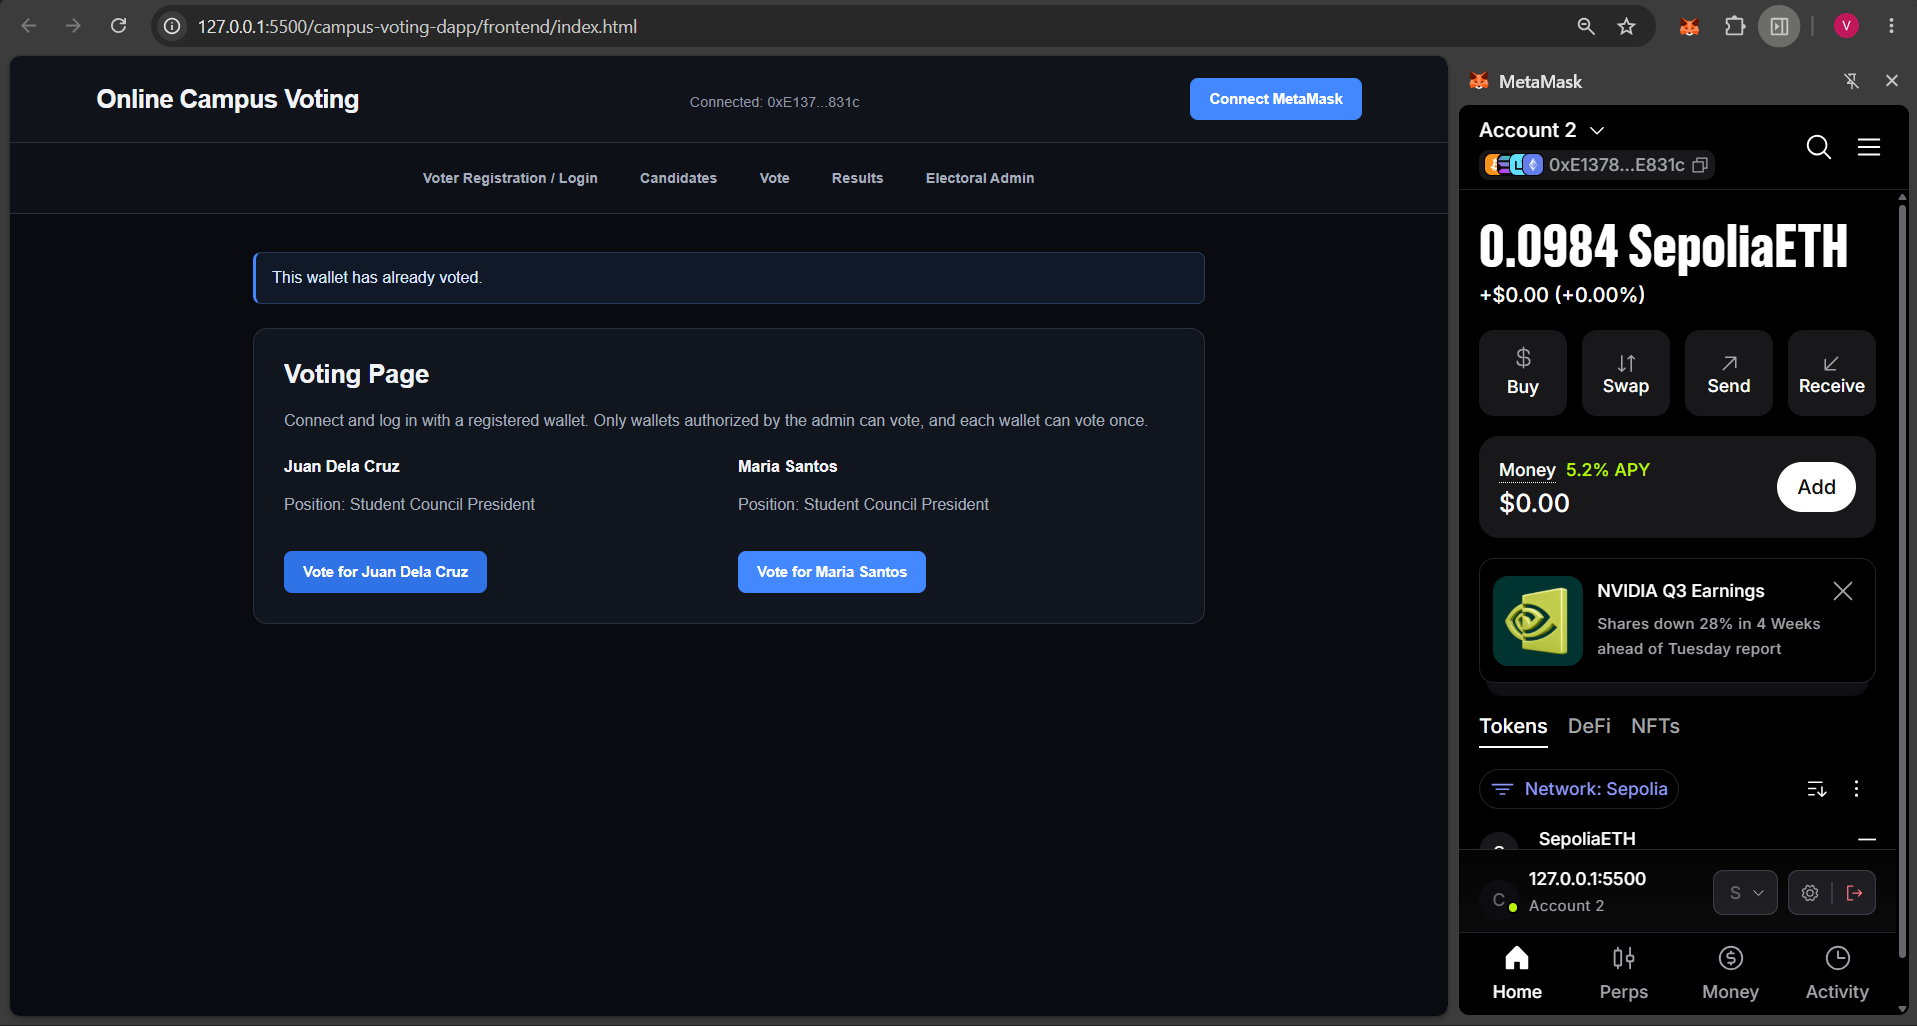 127.0.0.1:5500/campus-voting-dapp/frontend/index.html
V
Online Campus Voting
Connected: 0xE137...831c
Connect MetaMask
Voter Registration / Login
Candidates
Vote
Results
Electoral Admin
This wallet has already voted.
Voting Page
Connect and log in with a registered wallet. Only wallets authorized by the admin can vote, and each wallet can vote once.
Juan Dela Cruz
Position: Student Council President
Vote for Juan Dela Cruz
Maria Santos
Position: Student Council President
Vote for Maria Santos
MetaMask
Account 2
0xE1378...E831c
0.0984 SepoliaETH
+$0.00 (+0.00%)
Buy
Swap
Send
Receive
Money 5.2% APY
$0.00
Add
NVIDIA Q3 Earnings
Shares down 28% in 4 Weeks
ahead of Tuesday report
Tokens
DeFi
NFTs
Network: Sepolia
SepoliaETH
C
127.0.0.1:5500
Account 2
S
Home
Perps
Money
Activity